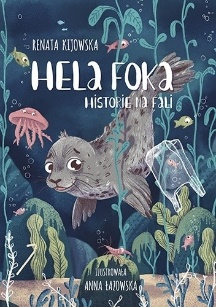 RENATA KIJOWSKA
HELA FOKA
HISTORIE NA FALI
ILUSTROWAŁA
ANNA ŁAZOWSKA